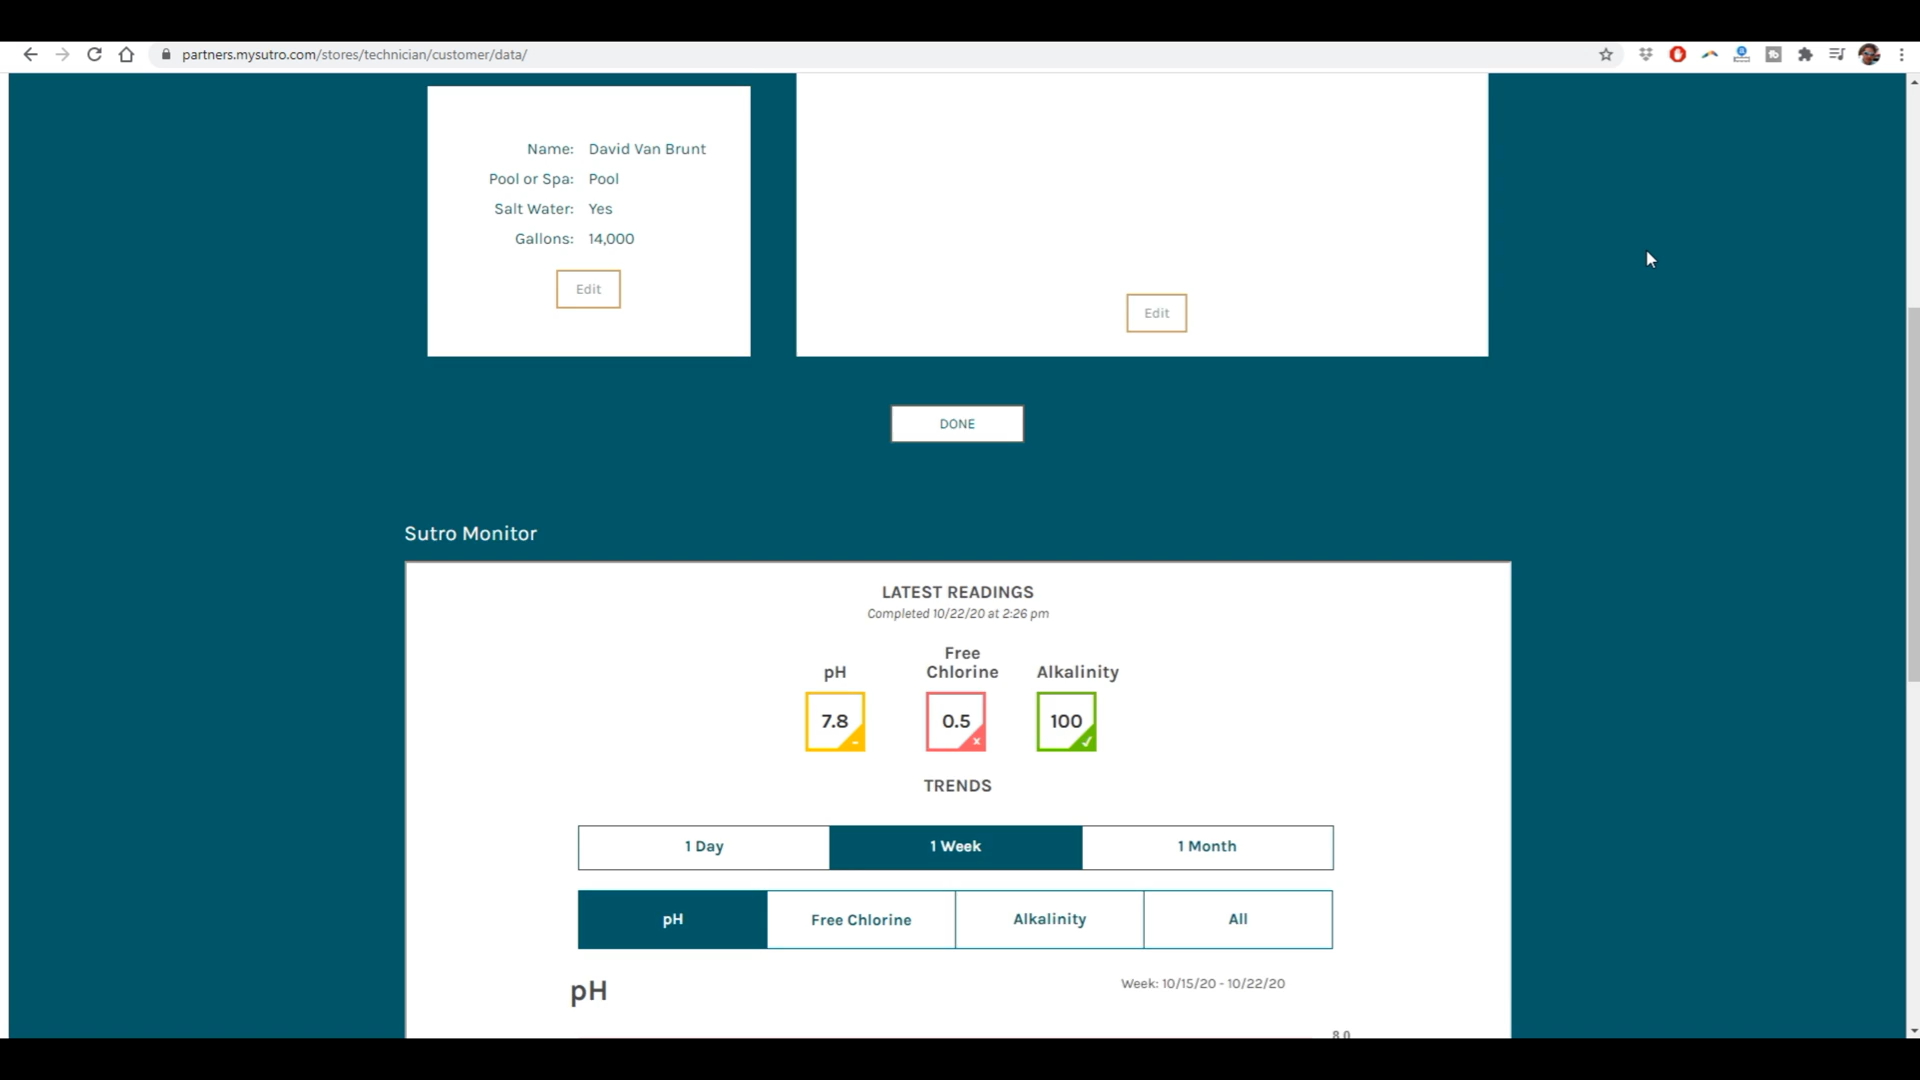 partners.mysutro.com/stores/technician/customer/data/
Name: David Van Brunt
Pool or Spa: Pool
Salt Water: Yes
Gallons: 14,000
Edit
Edit
DONE
Sutro Monitor
LATEST READINGS
Completed 10/22/20 at 2:26 pm
pH
Free Chlorine
Alkalinity
7.8
0.5
100
TRENDS
1 Day
1 Week
1 Month
pH
Free Chlorine
Alkalinity
All
pH
Week: 10/15/20 - 10/22/20
8.0